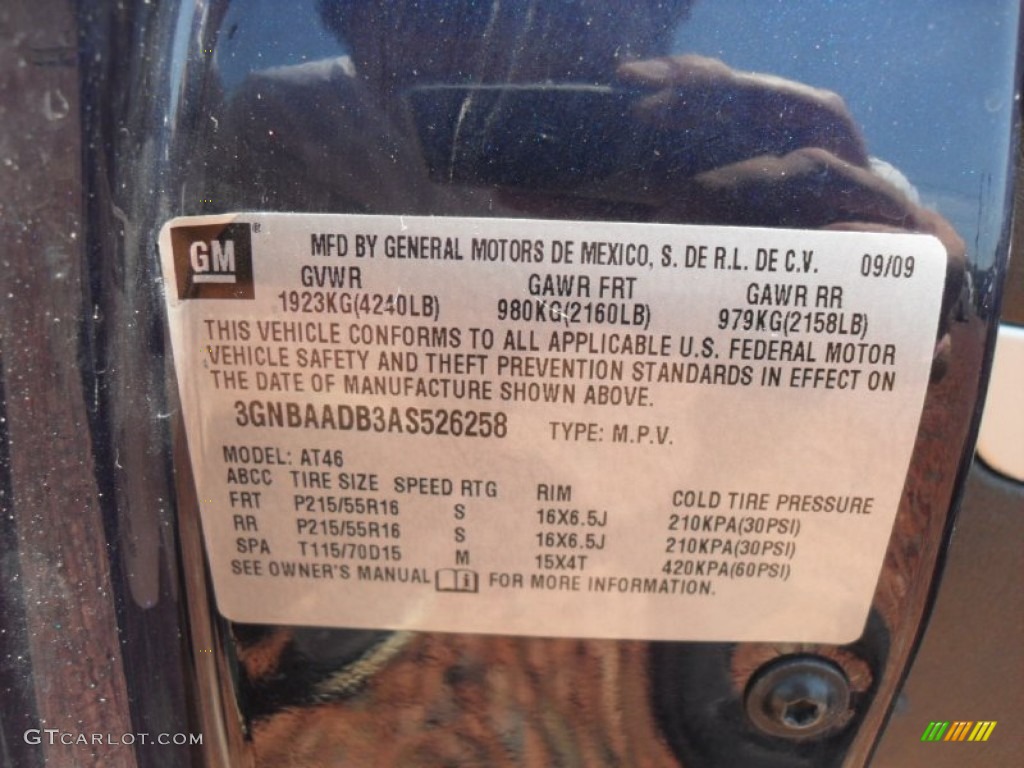 GM ® MFD BY GENERAL MOTORS DE MEXICO, S. DE R.L. DE C.V. 09/09
GVWR GAWR FRT GAWR RR
1923KG(4240LB) 980KG(2160LB) 979KG(2158LB)
THIS VEHICLE CONFORMS TO ALL APPLICABLE U.S. FEDERAL MOTOR
VEHICLE SAFETY AND THEFT PREVENTION STANDARDS IN EFFECT ON
THE DATE OF MANUFACTURE SHOWN ABOVE.
3GNBAADB3AS526258 TYPE: M.P.V.
MODEL: AT46
ABCC TIRE SIZE SPEED RTG RIM COLD TIRE PRESSURE
FRT P215/55R16 S 16X6.5J 210KPA(30PSI)
RR P215/55R16 S 16X6.5J 210KPA(30PSI)
SPA T115/70D15 M 15X4T 420KPA(60PSI)
SEE OWNER'S MANUAL FOR MORE INFORMATION.
GTCARLOT.COM